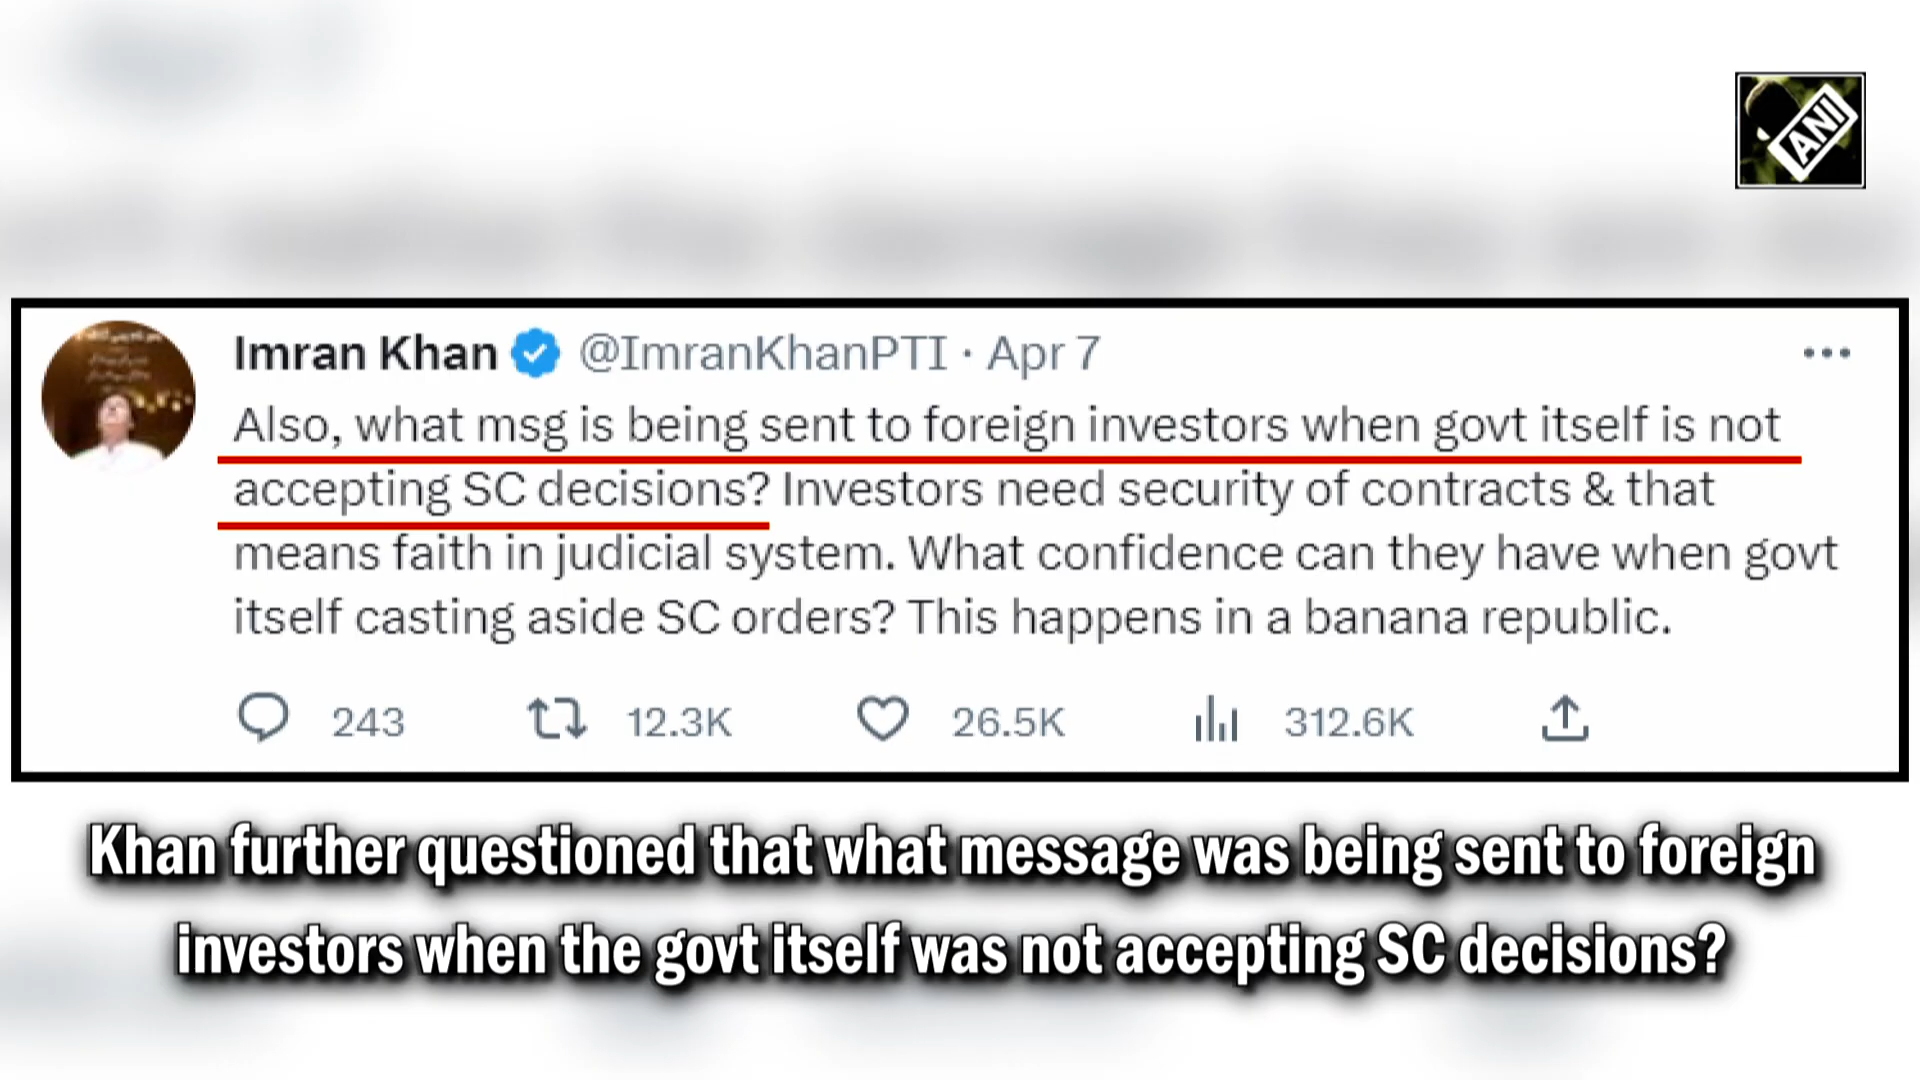 ANI
Imran Khan @ImranKhanPTI · Apr 7
Also, what msg is being sent to foreign investors when govt itself is not
accepting SC decisions? Investors need security of contracts & that
means faith in judicial system. What confidence can they have when govt
itself casting aside SC orders? This happens in a banana republic.
243 12.3K 26.5K 312.6K
Khan further questioned that what message was being sent to foreign
investors when the govt itself was not accepting SC decisions?